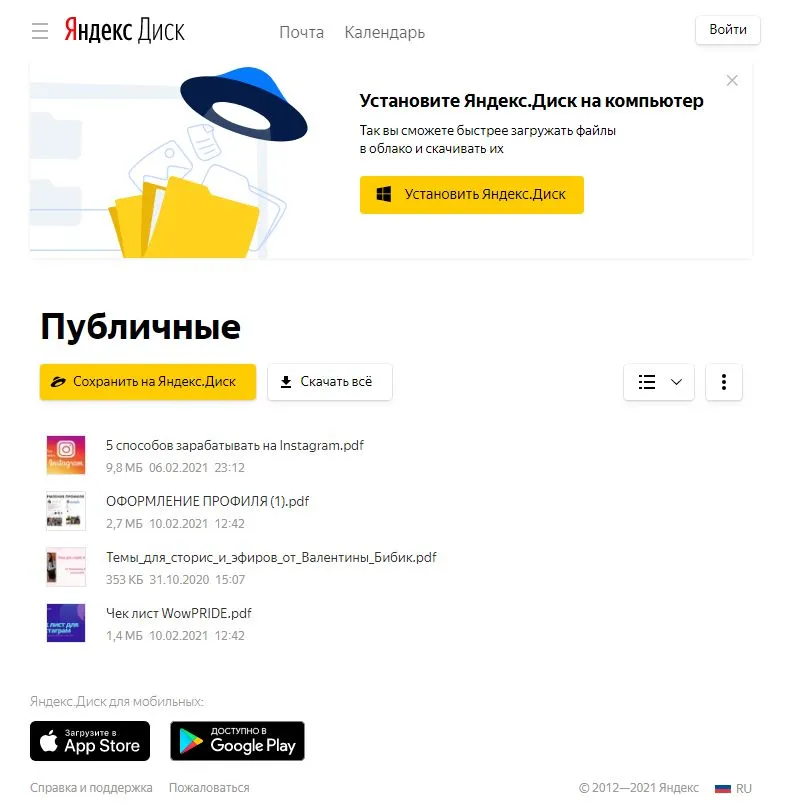 Яндекс Диск
Почта
Календарь
Войти
Установите Яндекс.Диск на компьютер
Так вы сможете быстрее загружать файлы
в облако и скачивать их
Установить Яндекс.Диск
Публичные
Сохранить на Яндекс.Диск
Скачать всё
Instagram
5 способов зарабатывать на Instagram.pdf
9,8 МБ 06.02.2021 23:12
ОФОРМЛЕНИЕ ПРОФИЛЯ (1).pdf
2,7 МБ 10.02.2021 12:42
Темы_для_сторис_и_эфиров_от_Валентины_Бибик.pdf
353 КБ 31.10.2020 15:07
Чек лист WowPRIDE.pdf
1,4 МБ 10.02.2021 12:42
Яндекс.Диск для мобильных:
Загрузите в
App Store
ДОСТУПНО В
Google Play
Справка и поддержка
Пожаловаться
© 2012—2021 Яндекс
RU